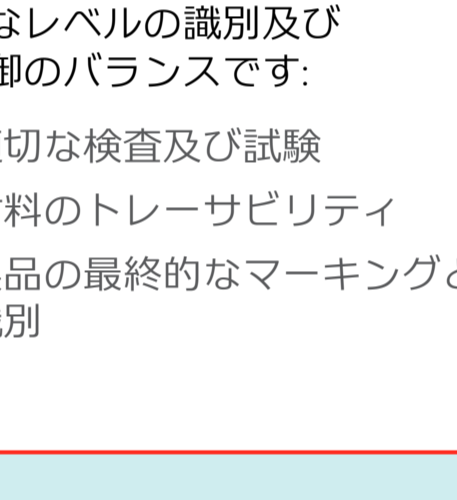 なレベルの識別及び
御のバランスです:
切な検査及び試験
料のトレーサビリティ
品の最終的なマーキングと
別